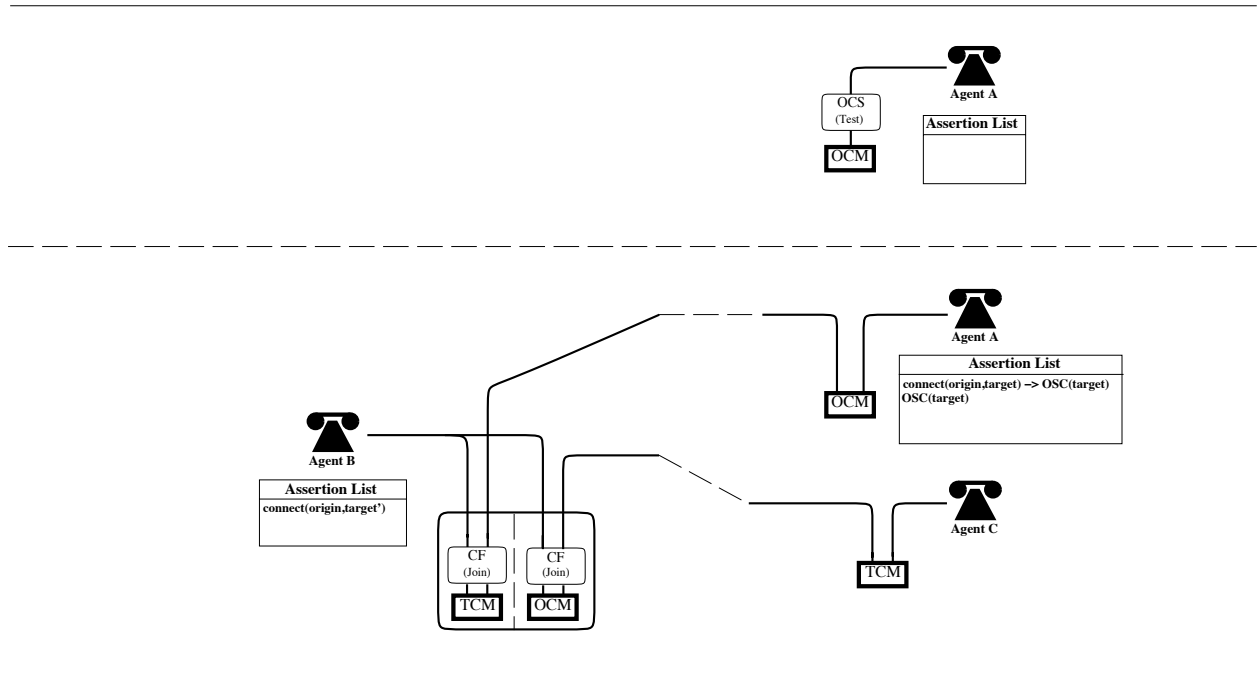 Agent A
OCS
(Test)
Assertion List
OCM
Agent A
Assertion List
connect(origin,target) −> OSC(target)
OSC(target)
OCM
Agent B
Assertion List
connect(origin,target’)
Agent C
CF
(Join)
CF
(Join)
TCM
OCM
TCM